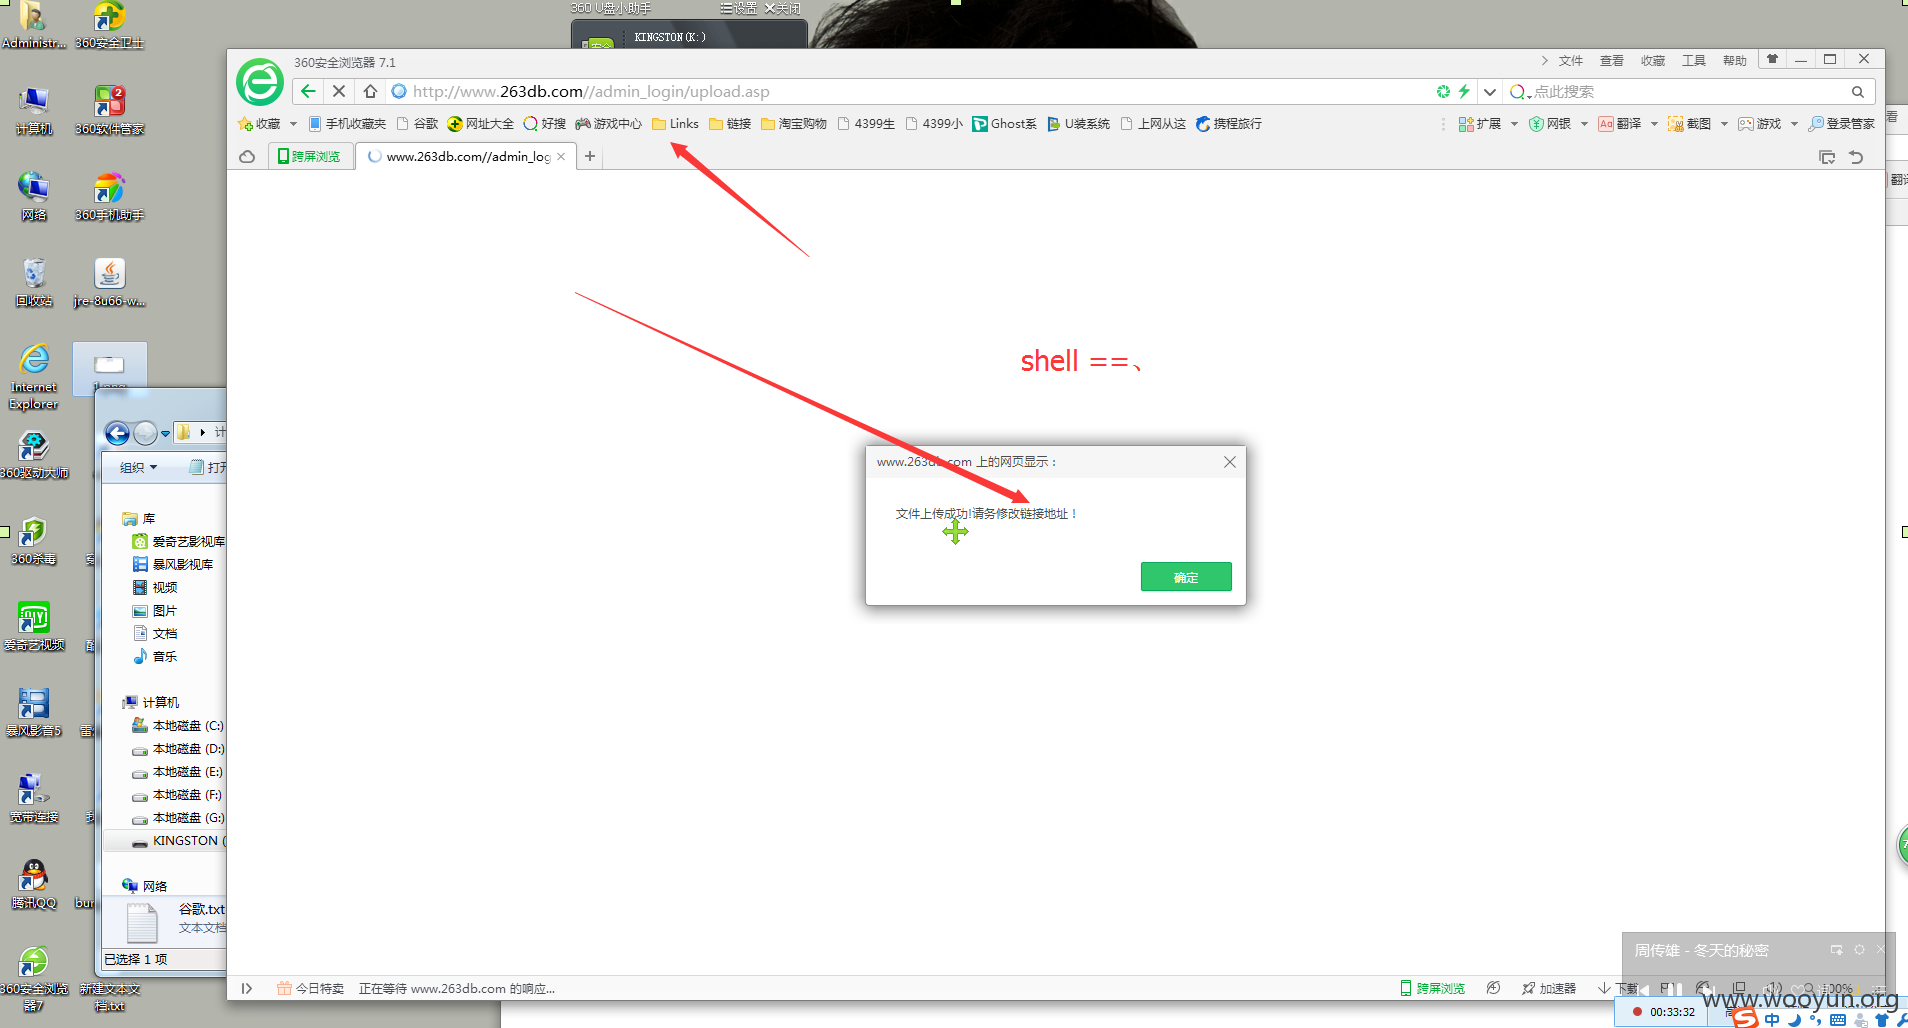 360 U盘小助手 设置 关闭
KINGSTON(K:)
Administr...
360安全卫士
计算机
360软件管家
2
网络
360手机助手
回收站
jre-8u66-w...
Internet Explorer
360驱动大师
360杀毒
爱奇艺视频
暴风影音5
宽带连接
腾讯QQ
360安全浏览器7
新建文本文档.txt
360安全浏览器 7.1
文件 查看 收藏 工具 帮助
http://www.263db.com//admin_login/upload.asp
点此搜索
收藏 手机收藏夹 谷歌 网址大全 好搜 游戏中心 Links 链接 淘宝购物 4399生 4399小 Ghost系 U装系统 上网从这 携程旅行
扩展 网银 翻译 截图 游戏 登录管家
跨屏浏览
www.263db.com//admin_log
shell ==、
www.263db.com 上的网页显示：
文件上传成功!请务修改链接地址！
确定
组织 打开
库
爱奇艺影视库
暴风影视库
视频
图片
文档
音乐
计算机
本地磁盘 (C:)
本地磁盘 (D:)
本地磁盘 (E:)
本地磁盘 (F:)
本地磁盘 (G:)
KINGSTON (
网络
谷歌.txt
文本文档
已选择 1 项
今日特卖 正在等待 www.263db.com 的响应...
跨屏浏览 加速器 下载
周传雄 - 冬天的秘密
www.wooyun.org
00:33:32
中